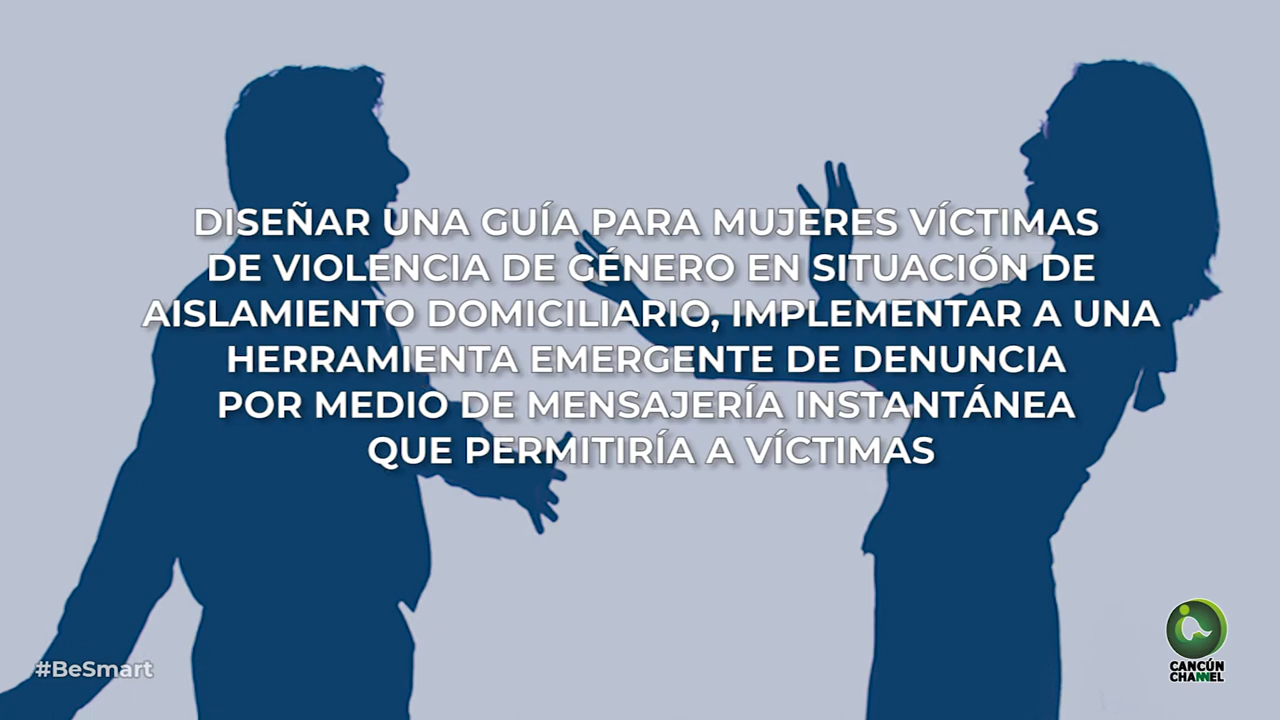 DISEÑAR UNA GUÍA PARA MUJERES VÍCTIMAS
DE VIOLENCIA DE GÉNERO EN SITUACIÓN DE
AISLAMIENTO DOMICILIARIO, IMPLEMENTAR A UNA
HERRAMIENTA EMERGENTE DE DENUNCIA
POR MEDIO DE MENSAJERÍA INSTANTÁNEA
QUE PERMITIRÍA A VÍCTIMAS
#BeSmart
CANCÚN
CHANNEL